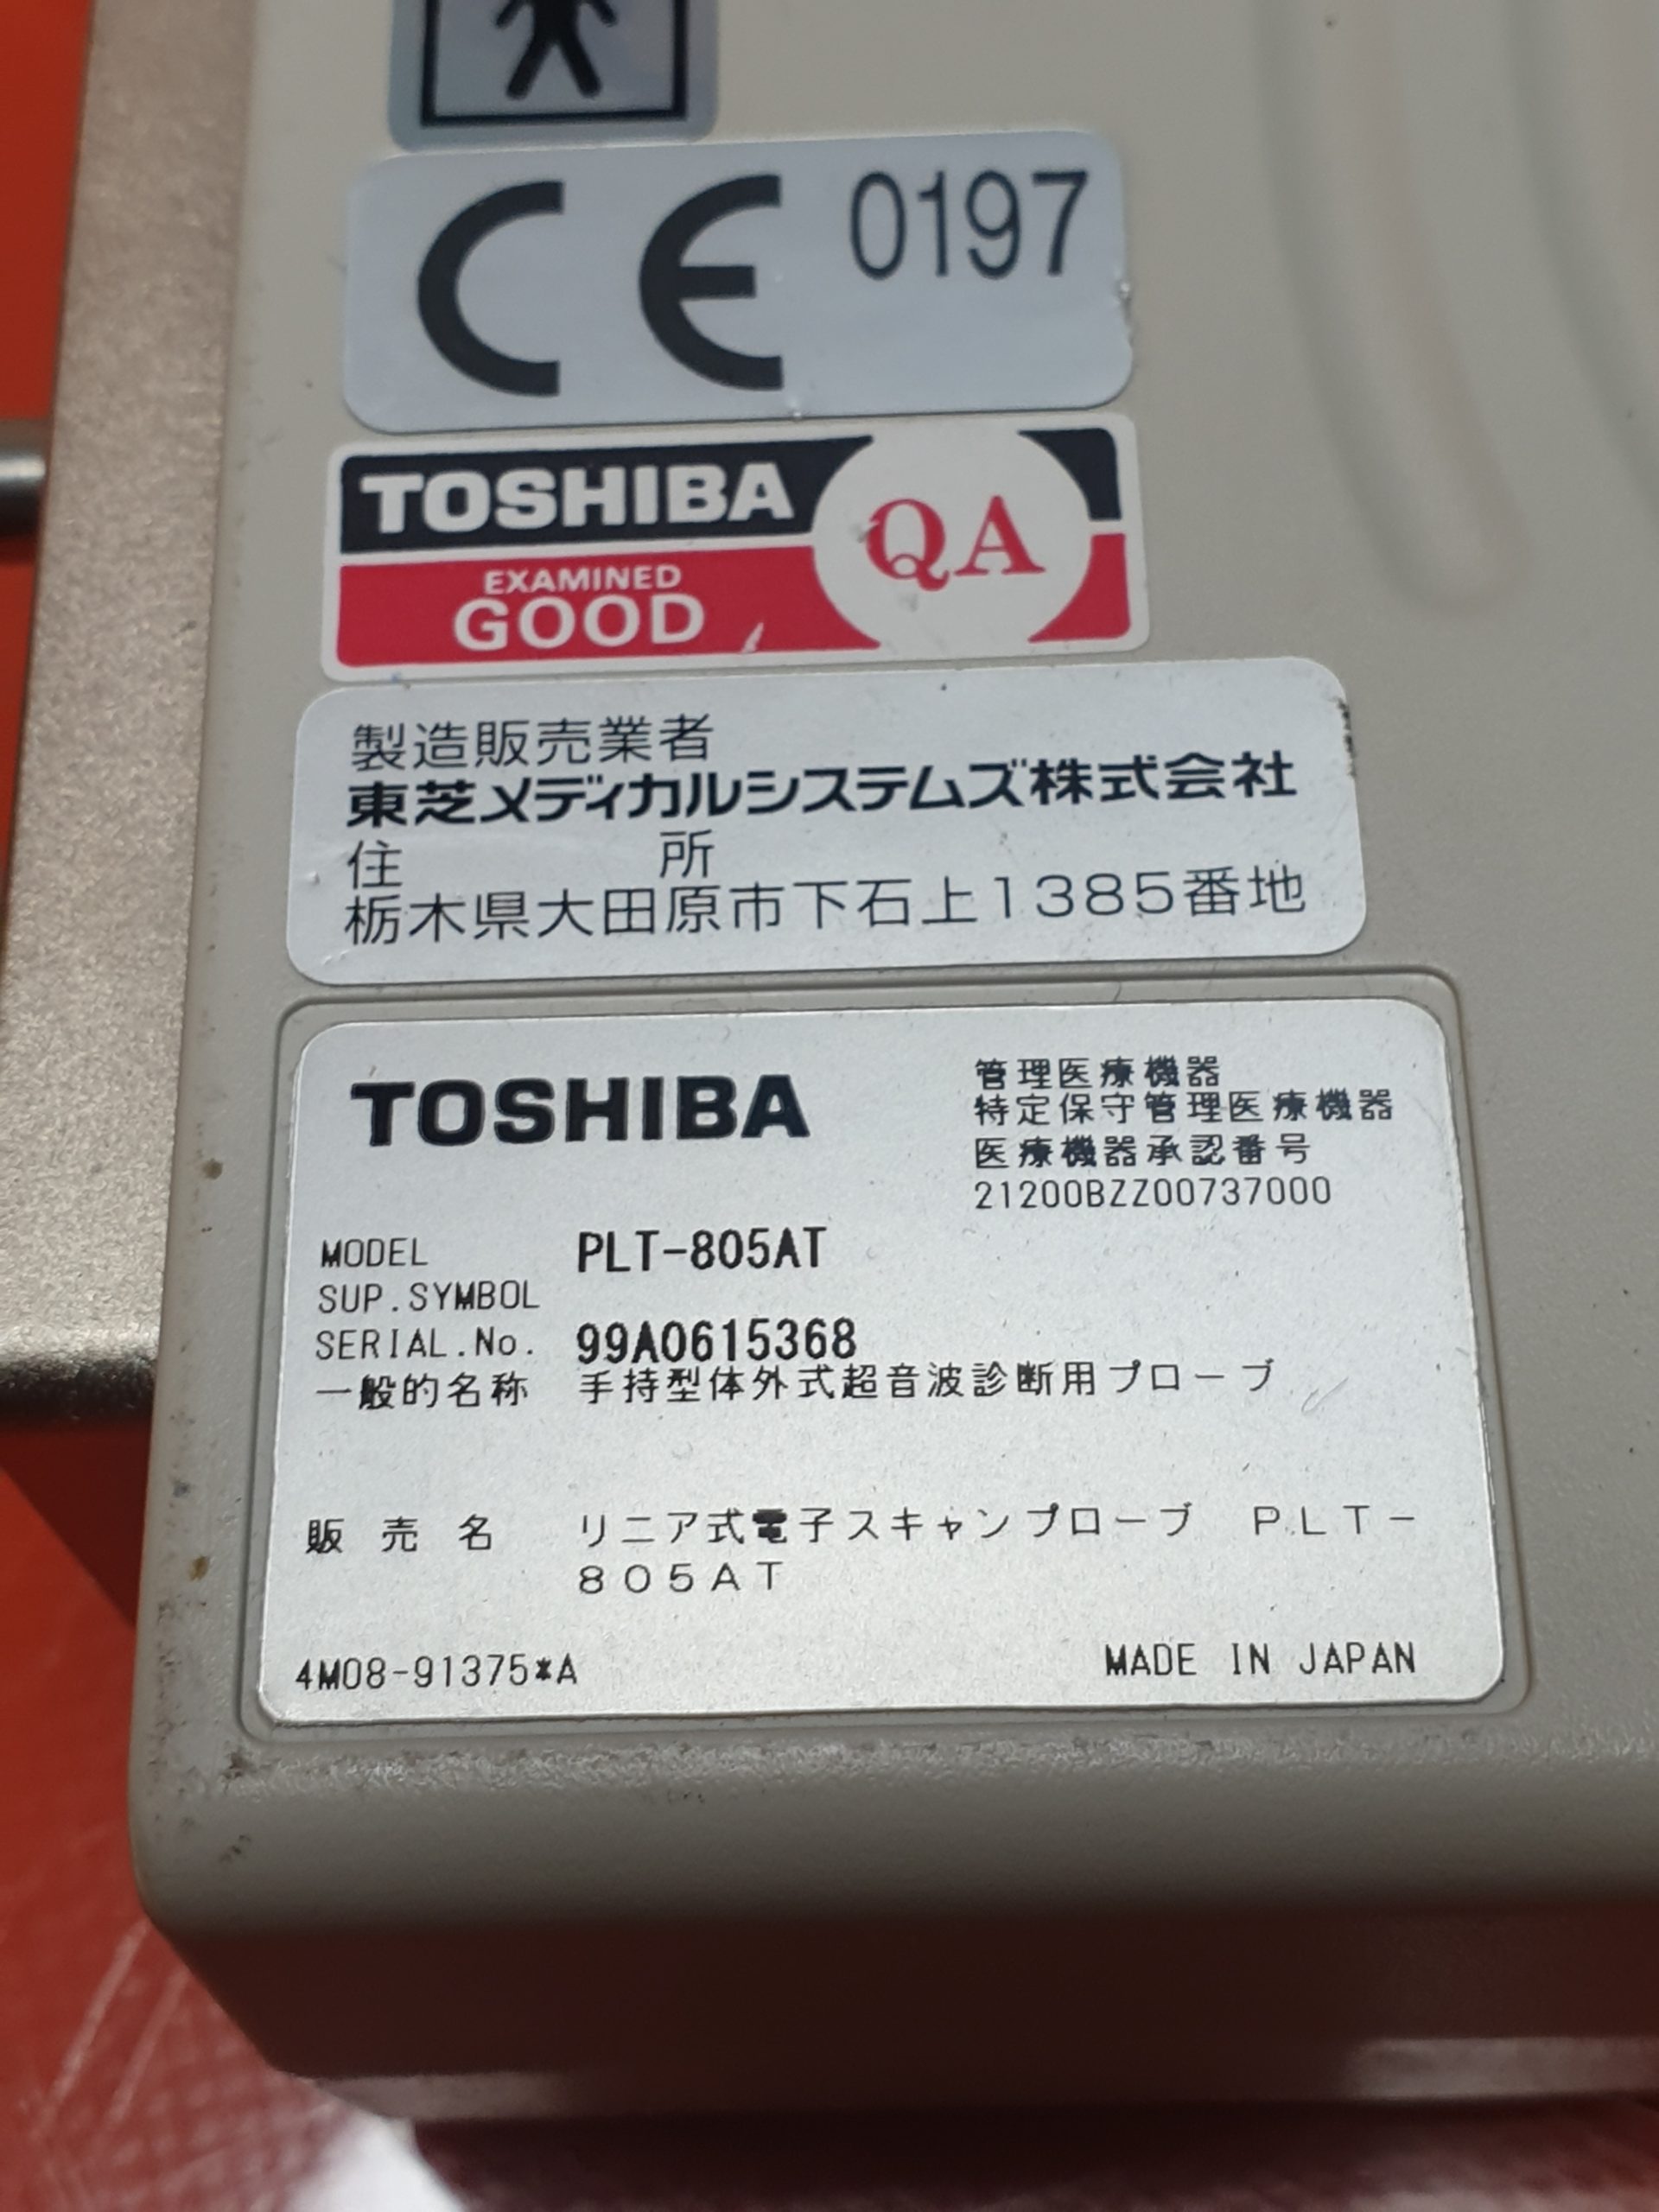 CE 0197
TOSHIBA
EXAMINED
GOOD
QA
製造販売業者
東芝メディカルシステムズ株式会社
住 所
栃木県大田原市下石上1385番地
TOSHIBA
管理医療機器
特定保守管理医療機器
医療機器承認番号
21200BZZ00737000
MODEL PLT-805AT
SUP.SYMBOL
SERIAL.No. 99A0615368
一般的名称 手持型体外式超音波診断用プローブ
販売名 リニア式電子スキャンプローブ PLT-
805AT
4M08-91375*A
MADE IN JAPAN